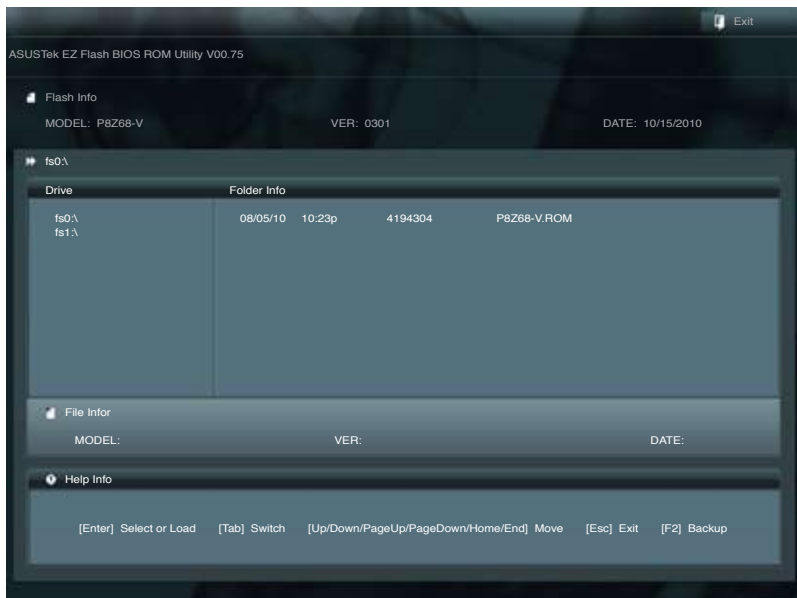 Exit
ASUSTek EZ Flash BIOS ROM Utility V00.75
Flash Info
MODEL: P8Z68-V VER: 0301 DATE: 10/15/2010
fs0:\
Drive Folder Info
fs0:\ 08/05/10 10:23p 4194304 P8Z68-V.ROM
fs1:\
File Infor
MODEL: VER: DATE:
Help Info
[Enter] Select or Load [Tab] Switch [Up/Down/PageUp/PageDown/Home/End] Move [Esc] Exit [F2] Backup